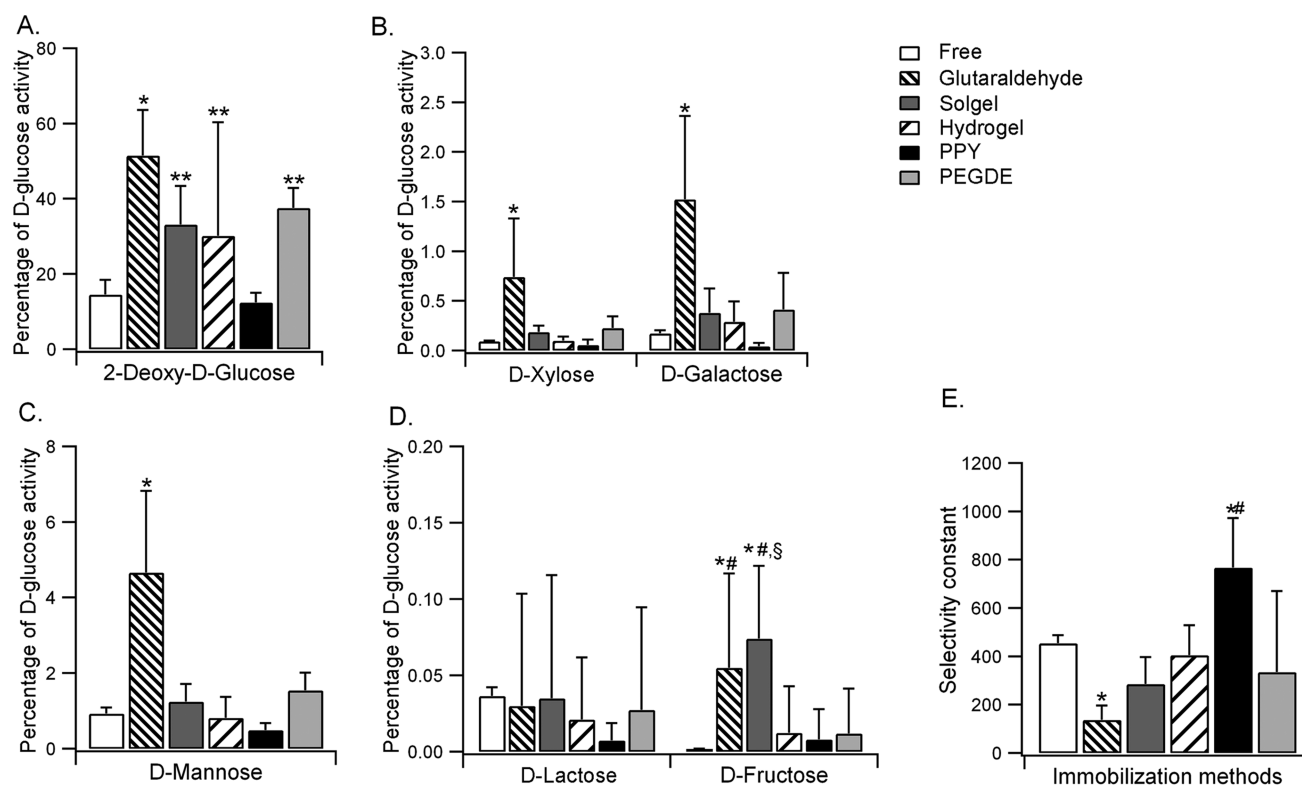 A.
Percentage of D-glucose activity
80
60
40
20
0
*
**
**
**
2-Deoxy-D-Glucose
B.
Percentage of D-glucose activity
3.0
2.5
2.0
1.5
1.0
0.5
0.0
*
*
D-Xylose
D-Galactose
Free
Glutaraldehyde
Solgel
Hydrogel
PPY
PEGDE
C.
Percentage of D-glucose activity
8
6
4
2
0
*
D-Mannose
D.
Percentage of D-glucose activity
0.20
0.15
0.10
0.05
0.00
*#
*#,§
D-Lactose
D-Fructose
E.
Selectivity constant
1200
1000
800
600
400
200
0
*
*#
Immobilization methods